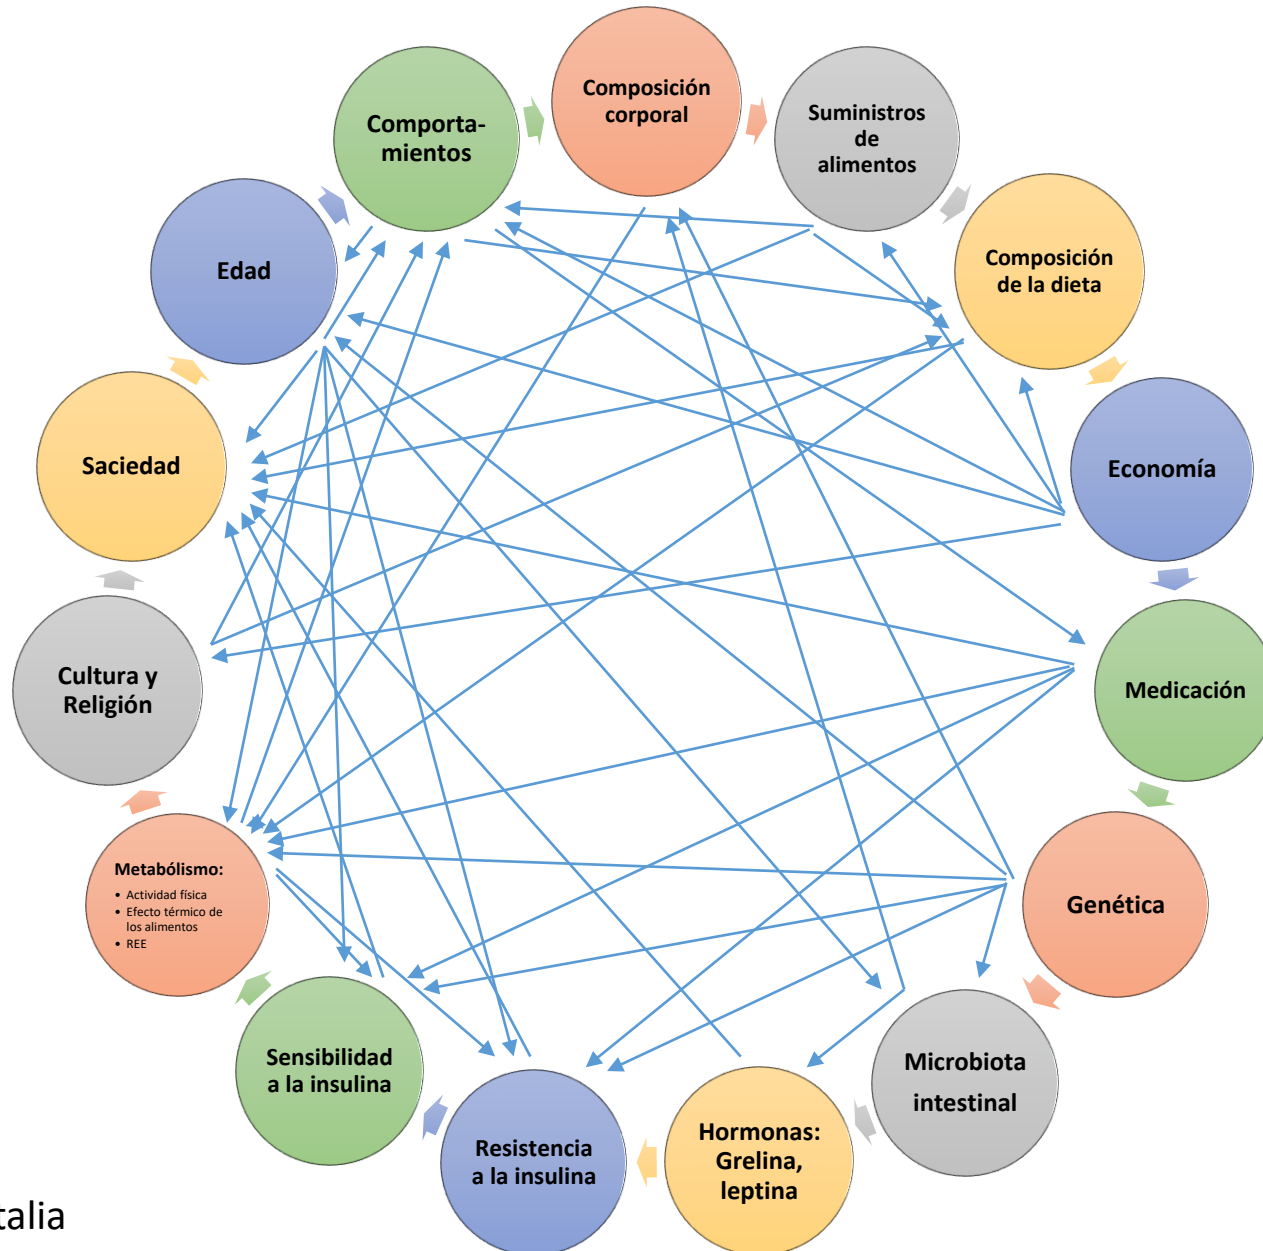 Composición
corporal
Suministros
de
alimentos
Composición
de la dieta
Economía
Medicación
Genética
Microbiota
intestinal
Hormonas:
Grelina,
leptina
Resistencia
a la insulina
Sensibilidad
a la insulina
Metabólismo:
• Actividad física
• Efecto térmico de
los alimentos
• REE
Cultura y
Religión
Saciedad
Edad
Comporta-
mientos
talia